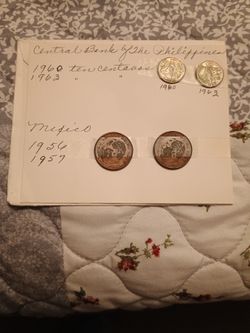 Central Bank of The Philippines
1960 ten centavos
1963 " "
1960 1963
Mexico
1956
1957